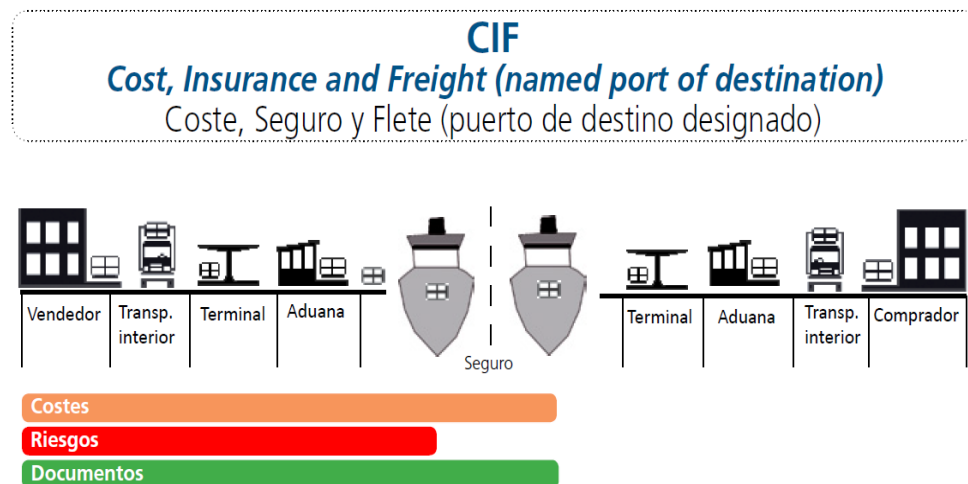 CIF
Cost, Insurance and Freight (named port of destination)
Coste, Seguro y Flete (puerto de destino designado)
Vendedor
Transp.
interior
Terminal
Aduana
Seguro
Terminal
Aduana
Transp.
interior
Comprador
Costes
Riesgos
Documentos